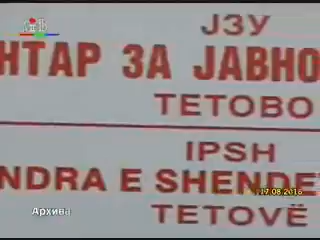 ЈЗУ
НТАР ЗА ЈАВНО
ТЕТОВО
IPSH
NDRA E SHENDE
17.08.2016
Архива
TETOVË